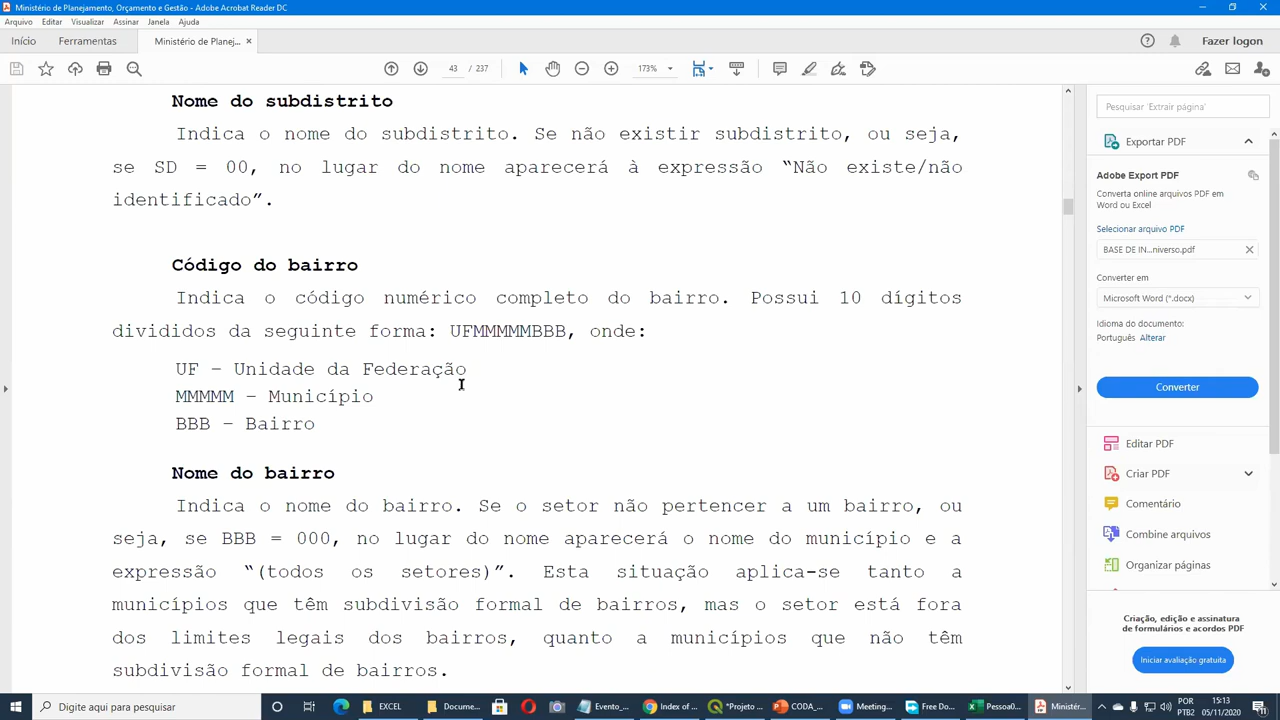 Ministério de Planejamento, Orçamento e Gestão - Adobe Acrobat Reader DC
Arquivo Editar Visualizar Assinar Janela Ajuda
Início Ferramentas Ministério de Planej... × Fazer logon
43 / 237 173%
Nome do subdistrito
Indica o nome do subdistrito. Se não existir subdistrito, ou seja,
se SD = 00, no lugar do nome aparecerá à expressão “Não existe/não
identificado”.
Código do bairro
Indica o código numérico completo do bairro. Possui 10 dígitos
divididos da seguinte forma: UFMMMMMBBB, onde:
UF – Unidade da Federação
MMMMM – Município
BBB – Bairro
Nome do bairro
Indica o nome do bairro. Se o setor não pertencer a um bairro, ou
seja, se BBB = 000, no lugar do nome aparecerá o nome do município e a
expressão “(todos os setores)”. Esta situação aplica-se tanto a
municípios que têm subdivisão formal de bairros, mas o setor está fora
dos limites legais dos bairros, quanto a municípios que não têm
subdivisão formal de bairros.
Pesquisar 'Extrair página'
Exportar PDF
Adobe Export PDF
Converta online arquivos PDF em
Word ou Excel
Selecionar arquivo PDF
BASE DE IN...niverso.pdf
Converter em
Microsoft Word (*.docx)
Idioma do documento:
Português Alterar
Converter
Editar PDF
Criar PDF
Comentário
Combine arquivos
Organizar páginas
Criação, edição e assinatura
de formulários e acordos PDF
Iniciar avaliação gratuita
Digite aqui para pesquisar EXCEL Docume... Evento_... Index of ... *Projeto ... CODA_... Meeting... Free Do... Pessoa0... Ministér... POR 15:13
PTB2 05/11/2020